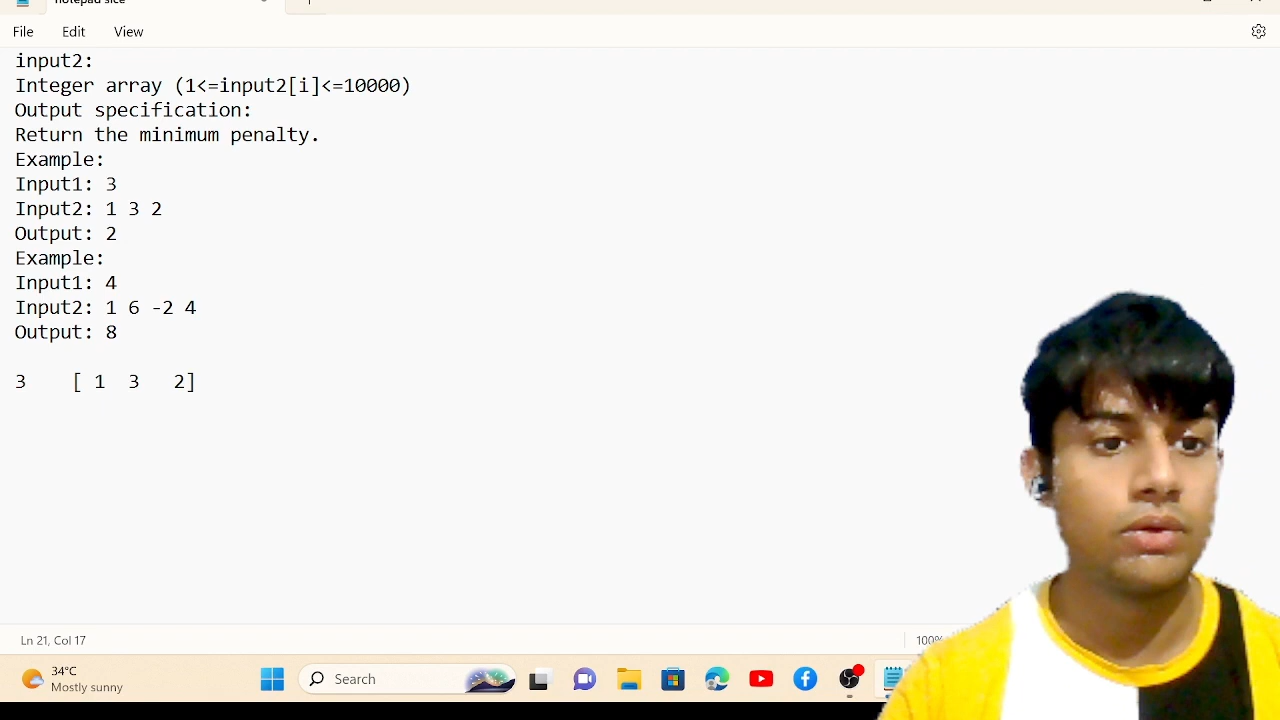 notepad slice
File Edit View
input2:
Integer array (1<=input2[i]<=10000)
Output specification:
Return the minimum penalty.
Example:
Input1: 3
Input2: 1 3 2
Output: 2
Example:
Input1: 4
Input2: 1 6 -2 4
Output: 8
3 [ 1 3 2]
Ln 21, Col 17
100%
34°C
Mostly sunny
Search